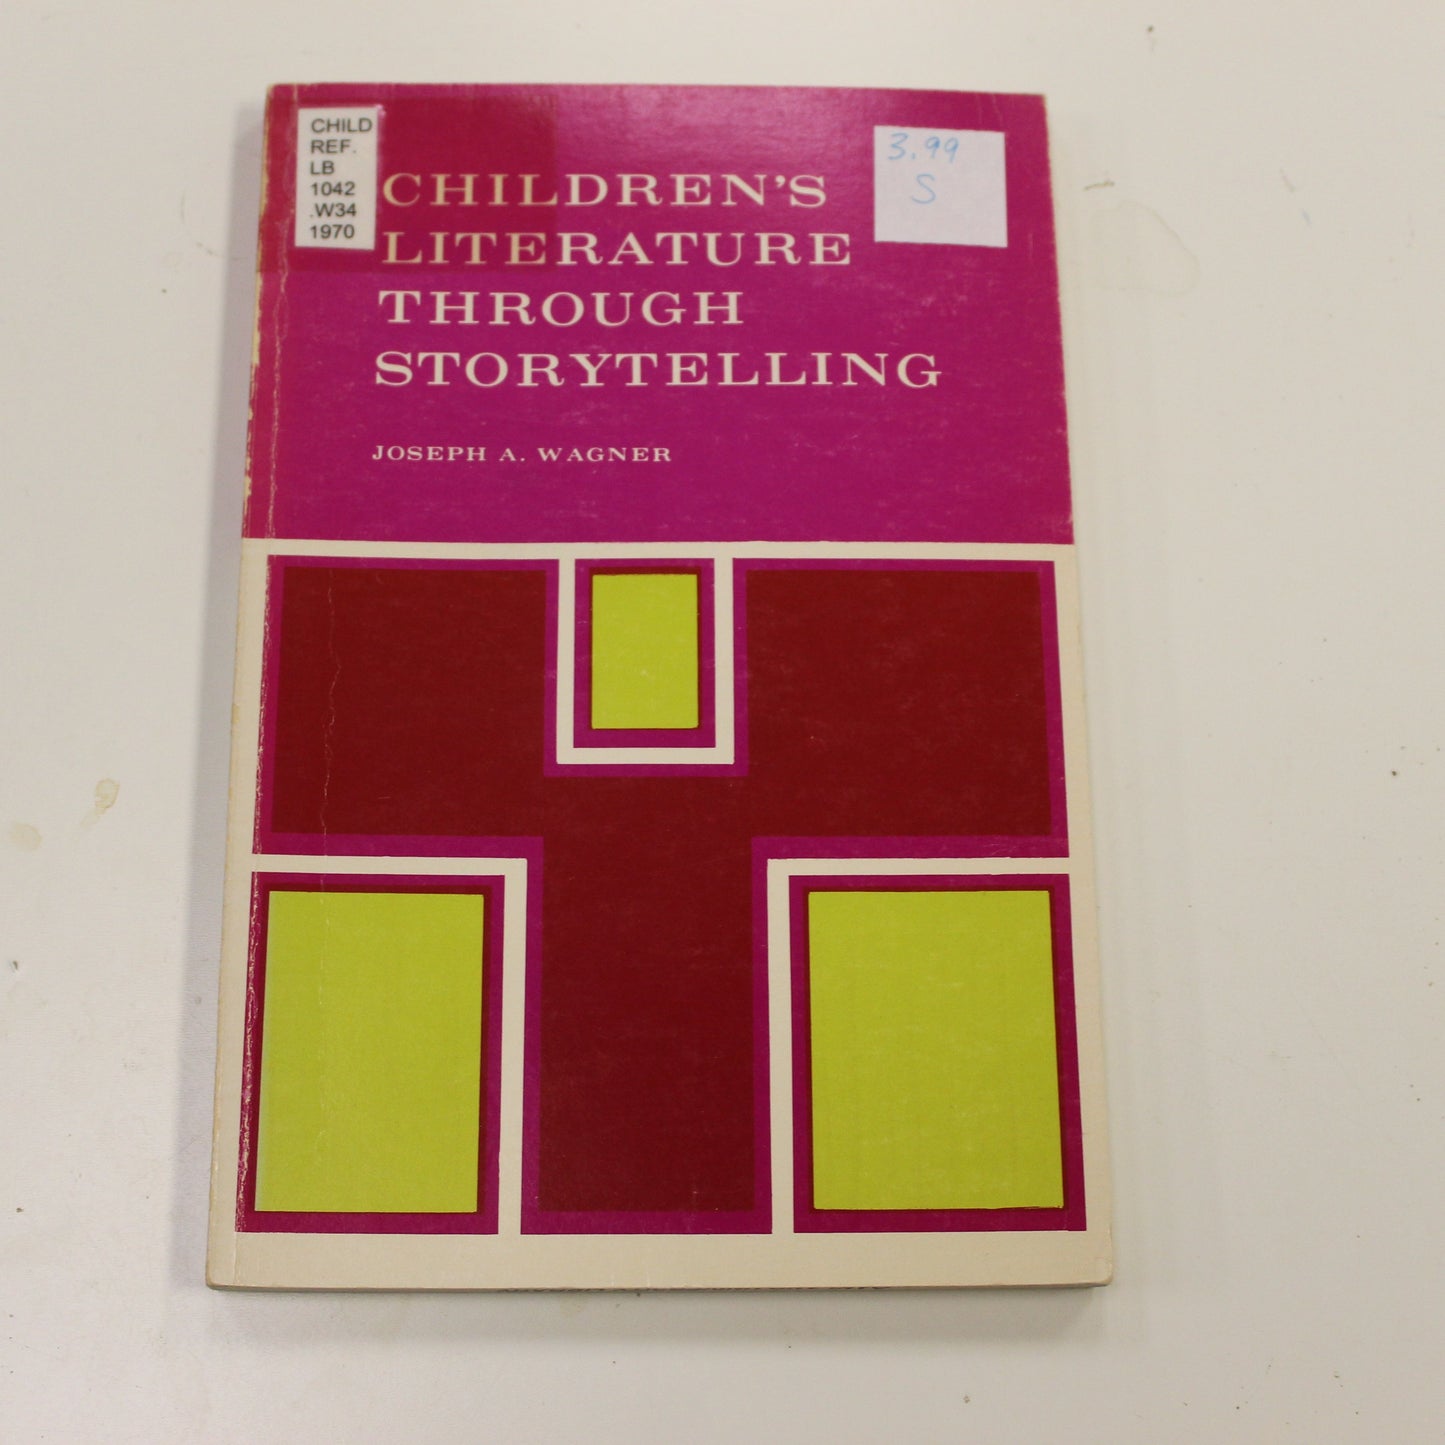 CHILD
REF.
LB
1042
.W34
1970
3.99
S
CHILDREN'S
LITERATURE
THROUGH
STORYTELLING
JOSEPH A. WAGNER